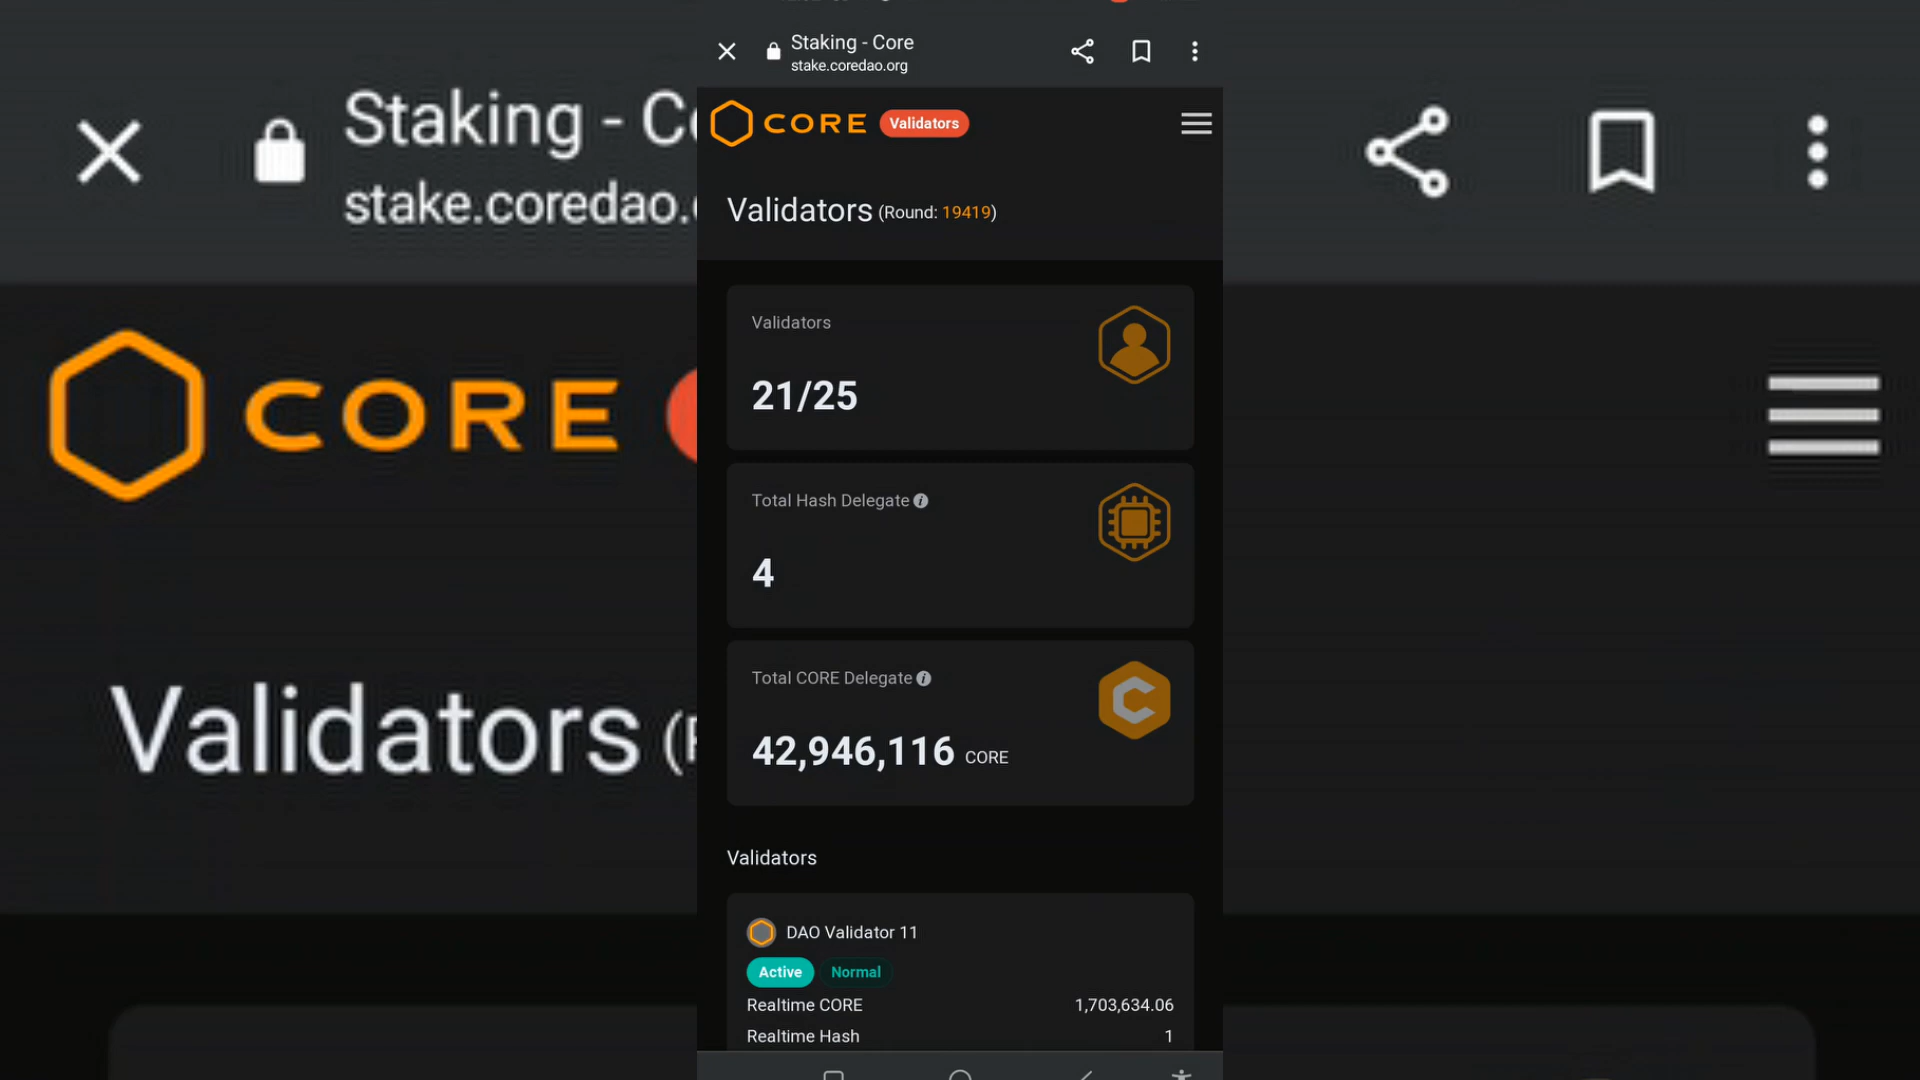 Staking - Core
stake.coredao.org
CORE Validators
Validators (Round: 19419)
Validators
21/25
Total Hash Delegate
4
Total CORE Delegate
42,946,116 CORE
Validators
DAO Validator 11
Active Normal
Realtime CORE 1,703,634.06
Realtime Hash 1
Staking - Co
stake.coredao.
CORE
Validators (